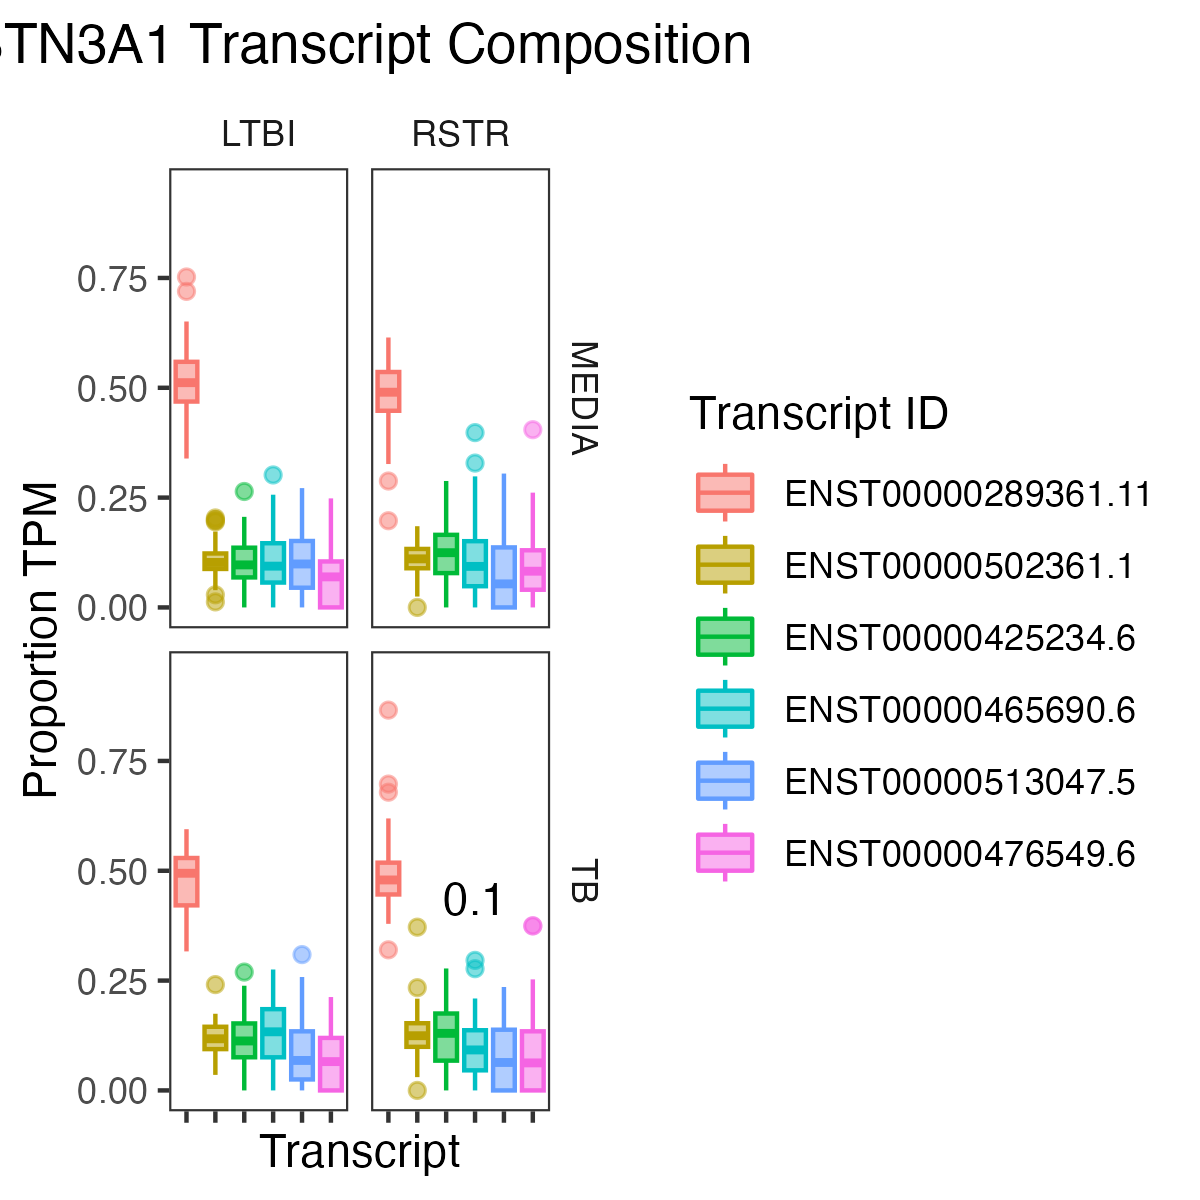 STN3A1 Transcript Composition
LTBI
RSTR
MEDIA
0.75
0.50
0.25
0.00
TB
0.75
0.50
0.25
0.00
0.1
Proportion TPM
Transcript
Transcript ID
ENST00000289361.11
ENST00000502361.1
ENST00000425234.6
ENST00000465690.6
ENST00000513047.5
ENST00000476549.6